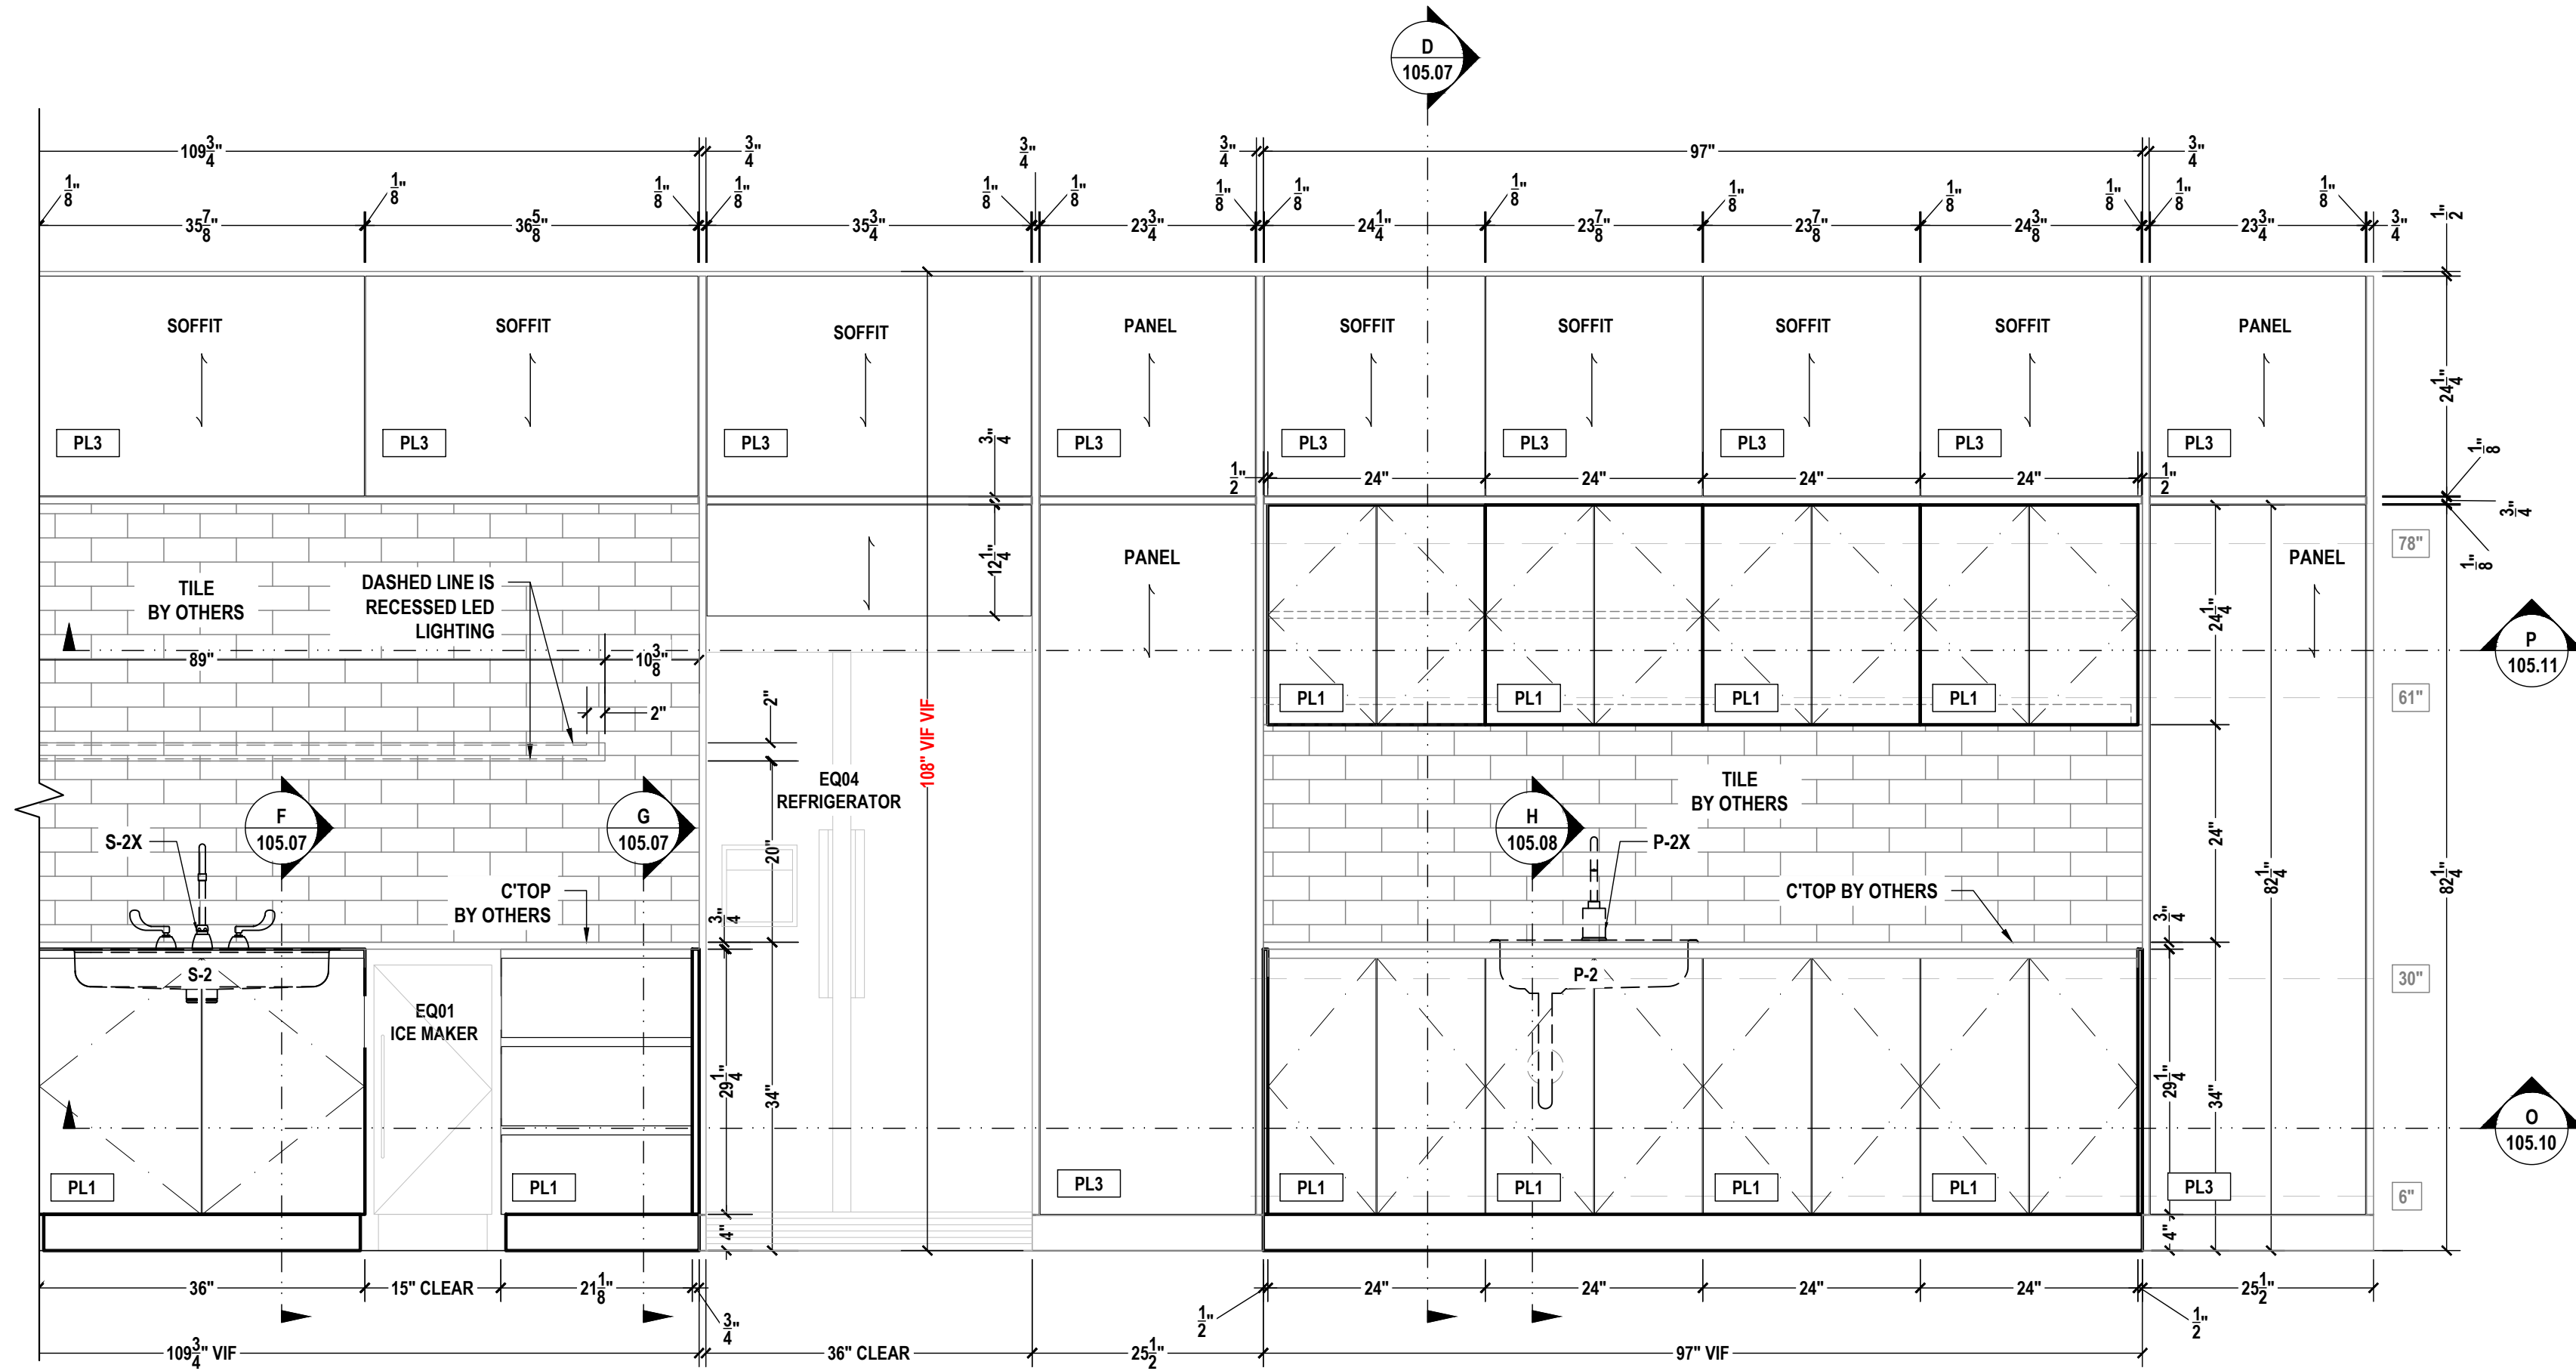 D
105.07
109 3/4"
3/4"
3/4"
3/4"
97"
3/4"
1/8"
1/8"
1/8"
1/8"
1/8"
1/8"
1/8"
1/8"
1/8"
1/8"
1/8"
1/8"
1/8"
1/8"
35 7/8"
36 5/8"
35 3/4"
23 3/4"
24 1/4"
23 7/8"
23 7/8"
24 3/8"
23 3/4"
3/4"
1/2"
SOFFIT
SOFFIT
SOFFIT
PANEL
SOFFIT
SOFFIT
SOFFIT
SOFFIT
PANEL
24 1/4"
PL3
PL3
PL3
3/4"
PL3
PL3
PL3
PL3
PL3
PL3
1/8"
1/2"
24"
24"
24"
24"
1/2"
3/4"
1/8"
78"
TILE
BY OTHERS
DASHED LINE IS
RECESSED LED
LIGHTING
12 1/4"
PANEL
PANEL
24 1/4"
P
105.11
89"
10 3/8"
2"
2"
108" VIF VIF
PL1
PL1
PL1
PL1
61"
EQ04
REFRIGERATOR
TILE
BY OTHERS
F
105.07
G
105.07
H
105.08
S-2X
P-2X
20"
24"
82 1/4"
82 1/4"
C'TOP
BY OTHERS
C'TOP BY OTHERS
3/4"
3/4"
S-2
P-2
30"
EQ01
ICE MAKER
29 1/4"
34"
29 1/4"
34"
O
105.10
PL1
PL1
PL3
PL1
PL1
PL1
PL1
PL3
6"
4"
4"
36"
15" CLEAR
21 1/8"
3/4"
1/2"
24"
24"
24"
24"
1/2"
25 1/2"
109 3/4" VIF
36" CLEAR
25 1/2"
97" VIF